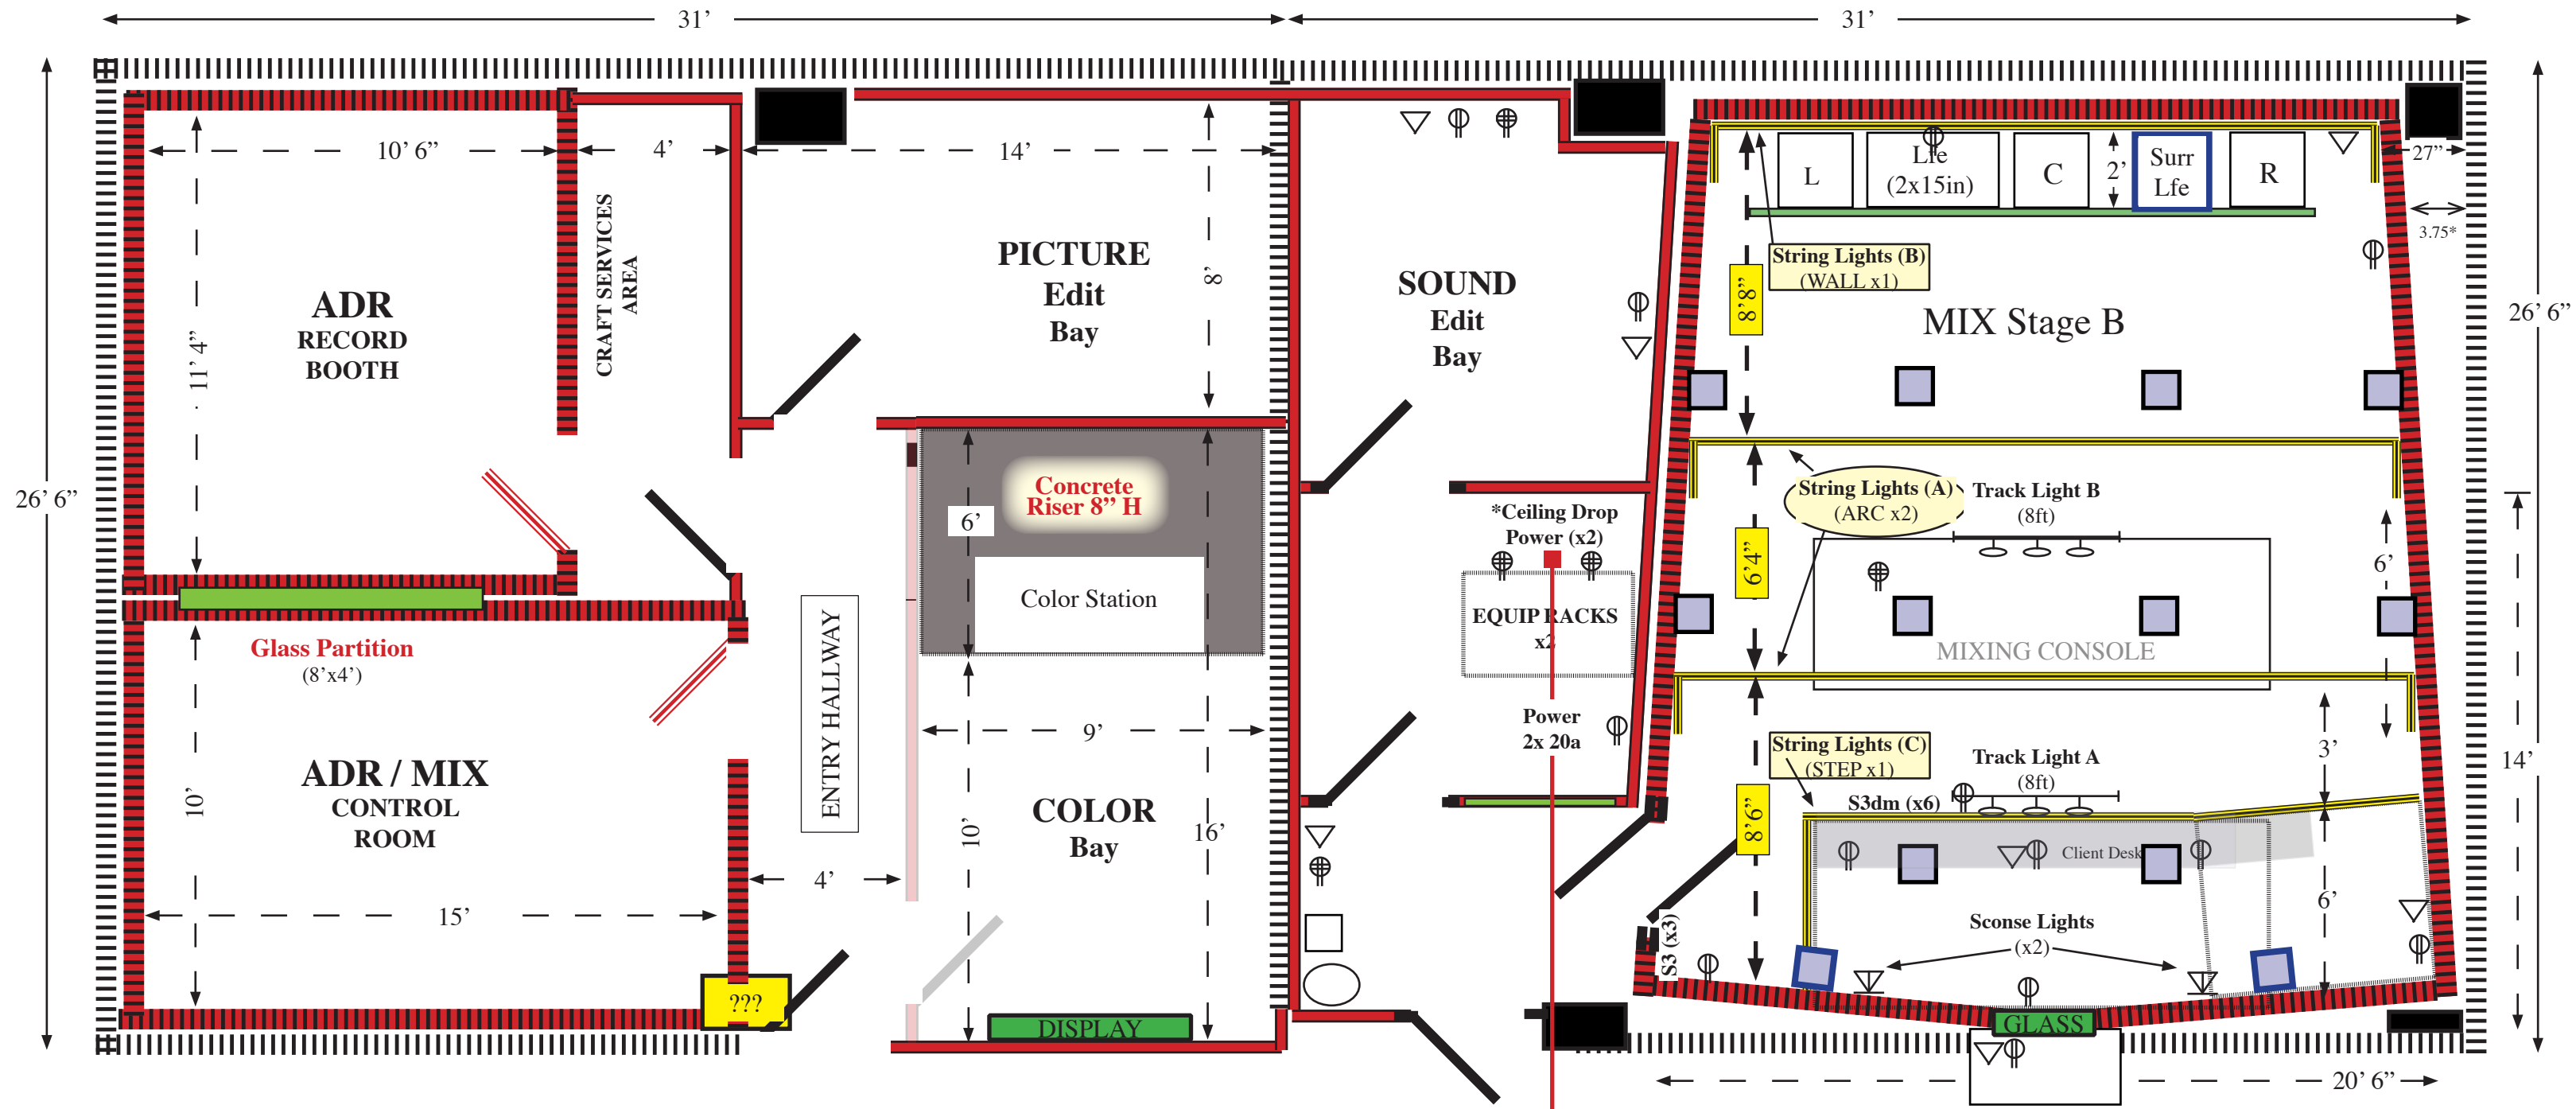 31’
31’
26’ 6”
10’ 6”
4’
14’
11’ 4”
ADR
RECORD
BOOTH
CRAFT SERVICES
AREA
PICTURE
Edit
Bay
8’
Glass Partition
(8’x4’)
ADR / MIX
CONTROL
ROOM
10’
15’
???
ENTRY HALLWAY
4’
Concrete
Riser 8” H
6’
Color Station
9’
COLOR
Bay
10’
16’
DISPLAY
SOUND
Edit
Bay
*Ceiling Drop
Power (x2)
EQUIP RACKS
x2
Power
2x 20a
L
Lfe
(2x15in)
C
2’
Surr
Lfe
R
27”
3.75*
String Lights (B)
(WALL x1)
8’8”
MIX Stage B
String Lights (A)
(ARC x2)
Track Light B
(8ft)
6’4”
6’
MIXING CONSOLE
String Lights (C)
(STEP x1)
Track Light A
(8ft)
3’
S3dm (x6)
8’6”
Client Desk
6’
Sconse Lights
(x2)
S3 (x3)
GLASS
26’ 6”
14’
20’ 6”